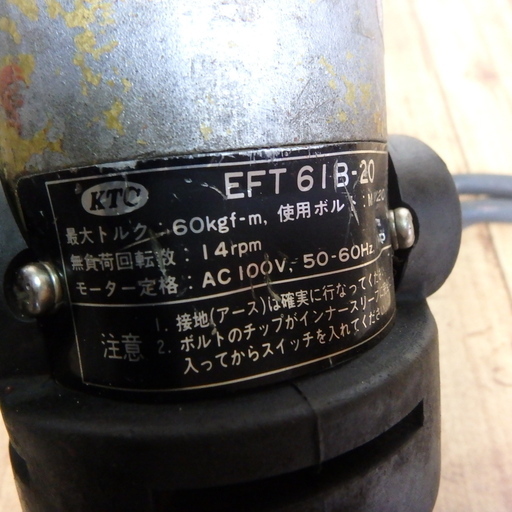 KTC
EFT 61B-20
最大トルク : 60kgf-m, 使用ボルト : M20
無負荷回転数 : 14rpm
モーター定格 : AC100V, 50-60Hz
注意
1. 接地(アース)は確実に行なってくだ
2. ボルトのチップがインナースリーブに
入ってからスイッチを入れてくださ